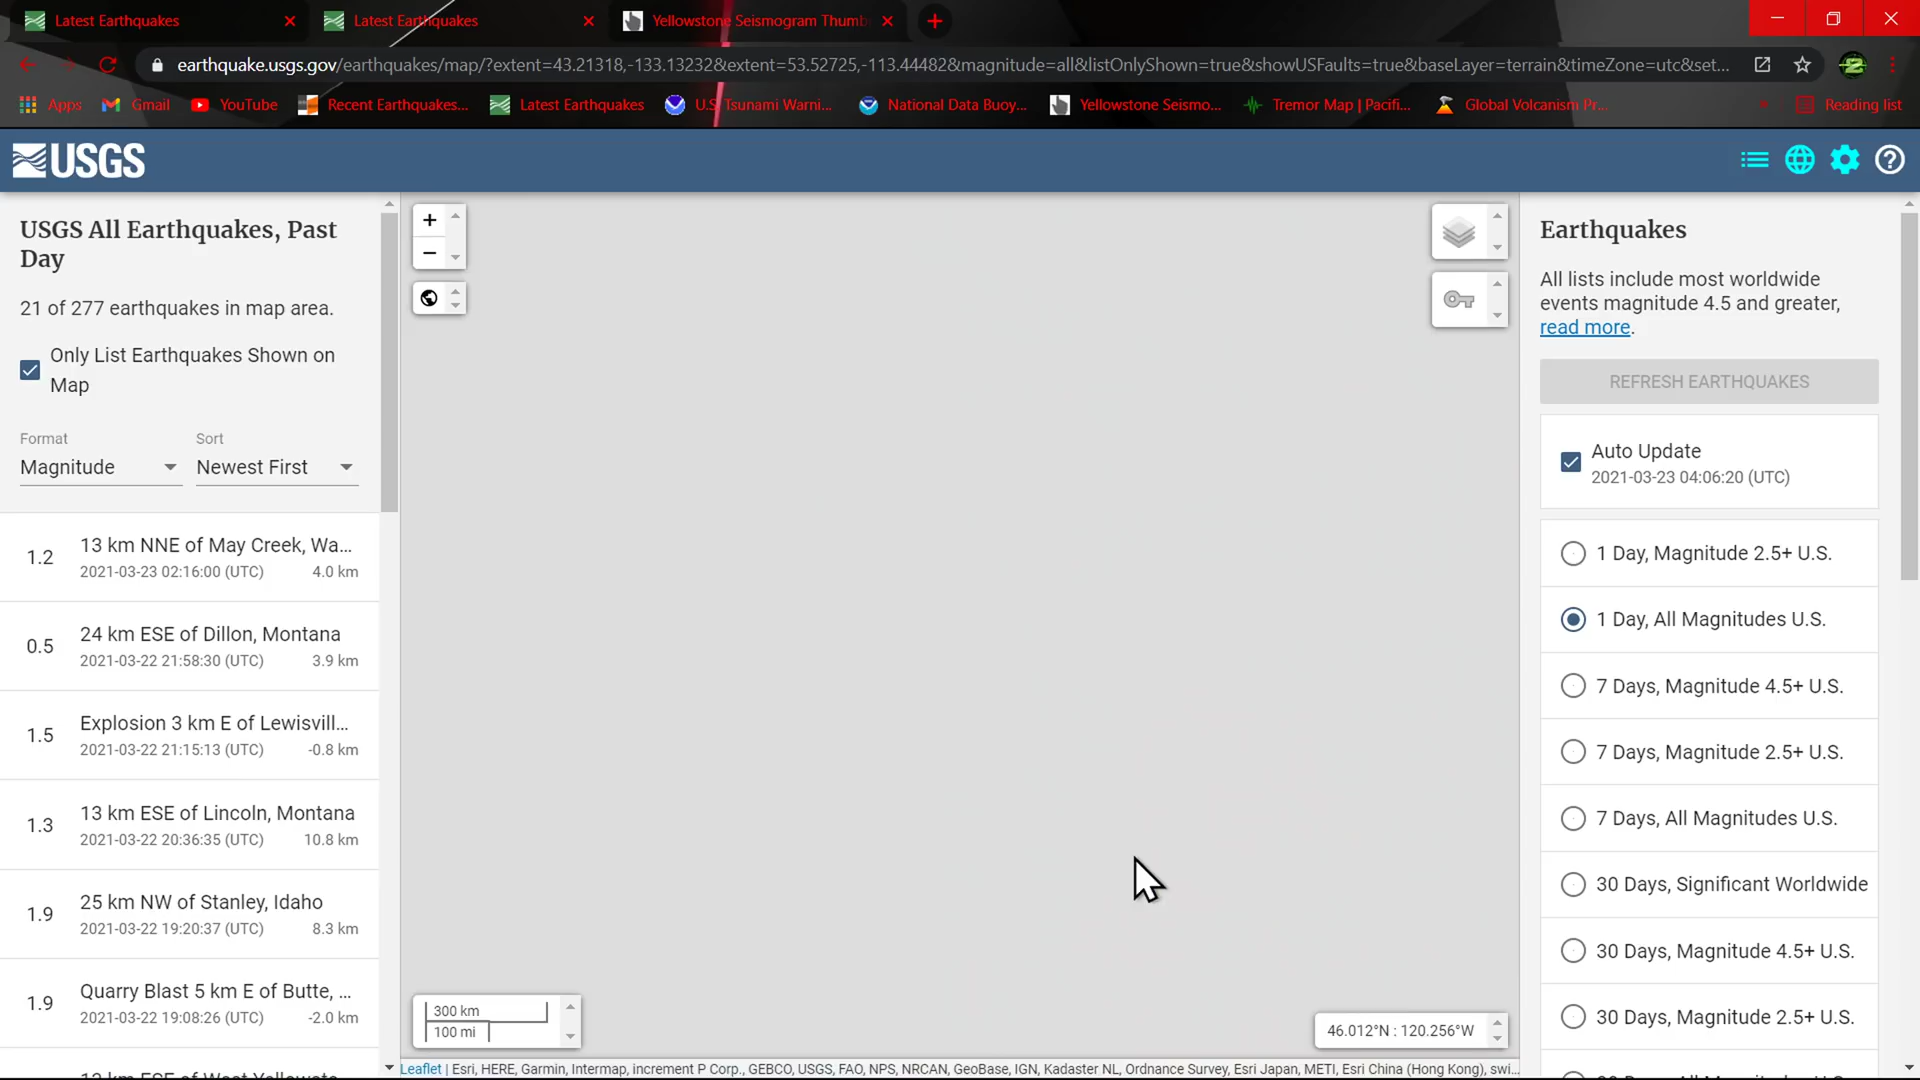 Latest Earthquakes
Latest Earthquakes
Yellowstone Seismogram Thumb
earthquake.usgs.gov/earthquakes/map/?extent=43.21318,-133.13232&extent=53.52725,-113.44482&magnitude=all&listOnlyShown=true&showUSFaults=true&baseLayer=terrain&timeZone=utc&set...
Apps
Gmail
YouTube
Recent Earthquakes...
Latest Earthquakes
U.S. Tsunami Warni...
National Data Buoy...
Yellowstone Seismo...
Tremor Map | Pacifi...
Global Volcanism Pr...
Reading list
USGS
USGS All Earthquakes, Past
Day
21 of 277 earthquakes in map area.
Only List Earthquakes Shown on
Map
Format
Sort
Magnitude
Newest First
1.2
13 km NNE of May Creek, Wa...
2021-03-23 02:16:00 (UTC)
4.0 km
0.5
24 km ESE of Dillon, Montana
2021-03-22 21:58:30 (UTC)
3.9 km
1.5
Explosion 3 km E of Lewisvill...
2021-03-22 21:15:13 (UTC)
-0.8 km
1.3
13 km ESE of Lincoln, Montana
2021-03-22 20:36:35 (UTC)
10.8 km
1.9
25 km NW of Stanley, Idaho
2021-03-22 19:20:37 (UTC)
8.3 km
1.9
Quarry Blast 5 km E of Butte, ...
2021-03-22 19:08:26 (UTC)
-2.0 km
+
−
300 km
100 mi
46.012°N : 120.256°W
Leaflet | Esri, HERE, Garmin, Intermap, increment P Corp., GEBCO, USGS, FAO, NPS, NRCAN, GeoBase, IGN, Kadaster NL, Ordnance Survey, Esri Japan, METI, Esri China (Hong Kong), swi...
Earthquakes
All lists include most worldwide
events magnitude 4.5 and greater,
read more.
REFRESH EARTHQUAKES
Auto Update
2021-03-23 04:06:20 (UTC)
1 Day, Magnitude 2.5+ U.S.
1 Day, All Magnitudes U.S.
7 Days, Magnitude 4.5+ U.S.
7 Days, Magnitude 2.5+ U.S.
7 Days, All Magnitudes U.S.
30 Days, Significant Worldwide
30 Days, Magnitude 4.5+ U.S.
30 Days, Magnitude 2.5+ U.S.